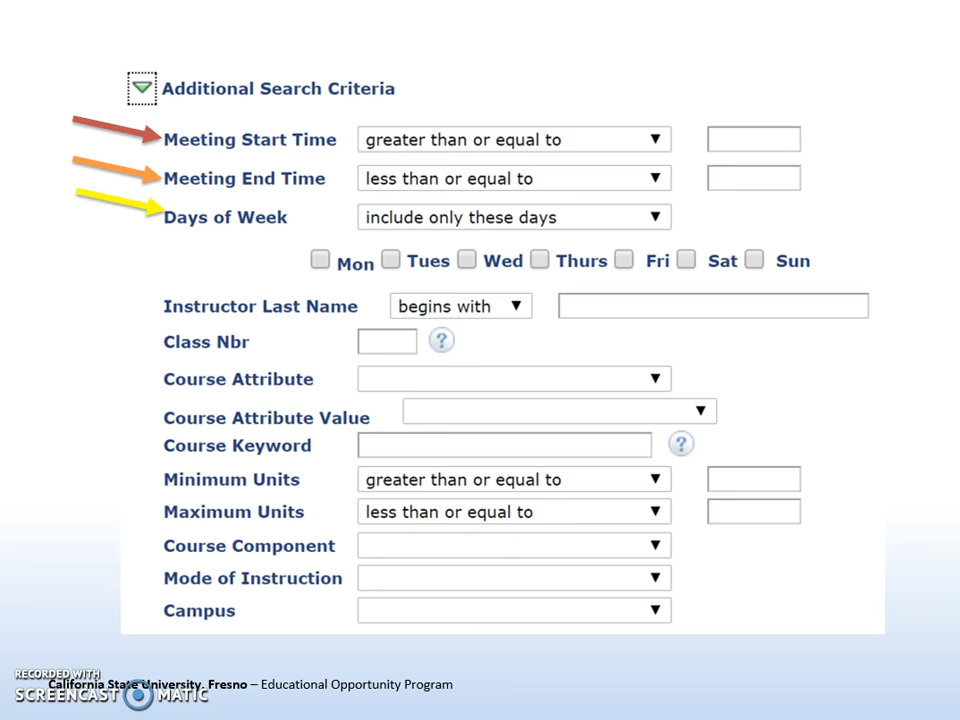 Additional Search Criteria
Meeting Start Time greater than or equal to
Meeting End Time less than or equal to
Days of Week include only these days
Mon Tues Wed Thurs Fri Sat Sun
Instructor Last Name begins with
Class Nbr ?
Course Attribute
Course Attribute Value
Course Keyword ?
Minimum Units greater than or equal to
Maximum Units less than or equal to
Course Component
Mode of Instruction
Campus
RECORDED WITH
California State University, Fresno – Educational Opportunity Program
SCREENCAST MATIC